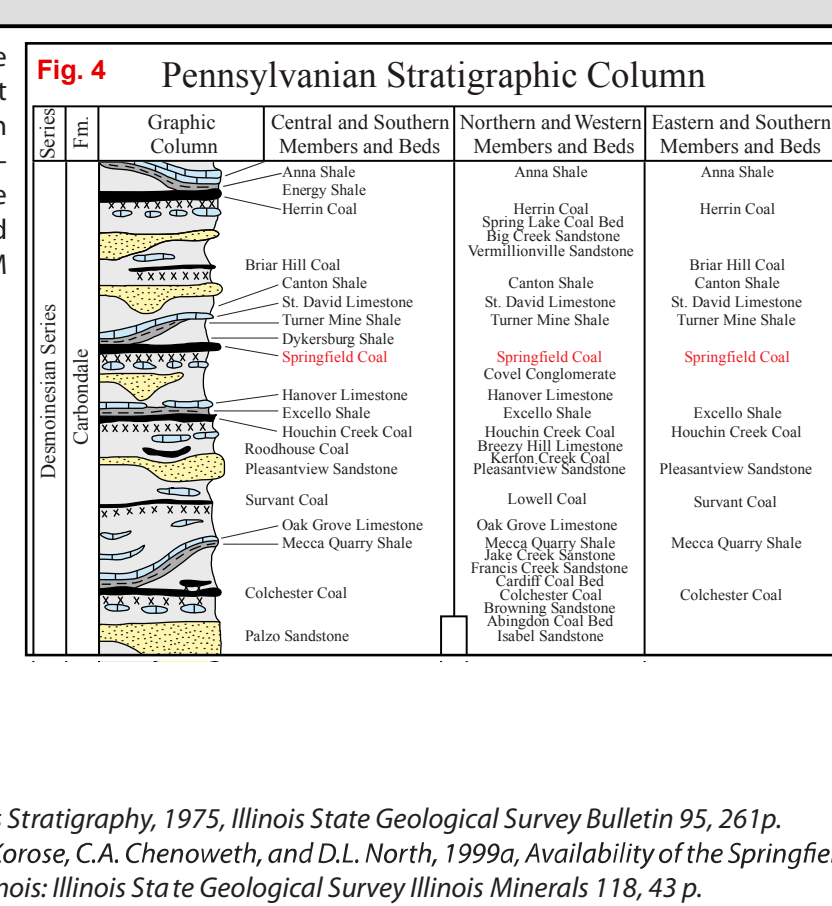 e
t
n
–
e
d
M
Fig. 4
Pennsylvanian Stratigraphic Column
Series
Fm.
Graphic
Column
Central and Southern
Members and Beds
Northern and Western
Members and Beds
Eastern and Southern
Members and Beds
Desmoinesian Series
Carbondale
Anna Shale
Energy Shale
Herrin Coal
Briar Hill Coal
Canton Shale
St. David Limestone
Turner Mine Shale
Dykersburg Shale
Springfield Coal
Hanover Limestone
Excello Shale
Houchin Creek Coal
Roodhouse Coal
Pleasantview Sandstone
Survant Coal
Oak Grove Limestone
Mecca Quarry Shale
Colchester Coal
Palzo Sandstone
Anna Shale
Herrin Coal
Spring Lake Coal Bed
Big Creek Sandstone
Vermillionville Sandstone
Canton Shale
St. David Limestone
Turner Mine Shale
Springfield Coal
Covel Conglomerate
Hanover Limestone
Excello Shale
Houchin Creek Coal
Breezy Hill Limestone
Kerton Creek Coal
Pleasantview Sandstone
Lowell Coal
Oak Grove Limestone
Mecca Quarry Shale
Jake Creek Sanstone
Francis Creek Sandstone
Cardiff Coal Bed
Colchester Coal
Browning Sandstone
Abingdon Coal Bed
Isabel Sandstone
Anna Shale
Herrin Coal
Briar Hill Coal
Canton Shale
St. David Limestone
Turner Mine Shale
Springfield Coal
Excello Shale
Houchin Creek Coal
Pleasantview Sandstone
Survant Coal
Mecca Quarry Shale
Colchester Coal
s Stratigraphy, 1975, Illinois State Geological Survey Bulletin 95, 261p.
Korose, C.A. Chenoweth, and D.L. North, 1999a, Availability of the Springfiel
nois: Illinois State Geological Survey Illinois Minerals 118, 43 p.